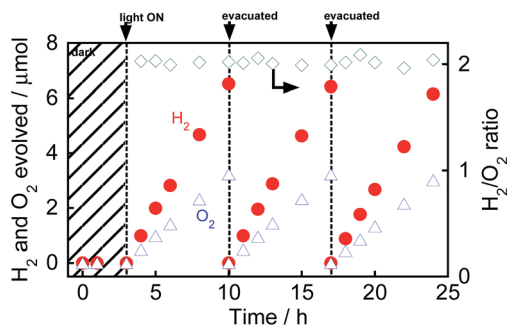 light ON evacuated evacuated
dark
8
6
4
2
0
H2 and O2 evolved / μmol
H2
O2
2
1
0
H2/O2 ratio
0 5 10 15 20 25
Time / h